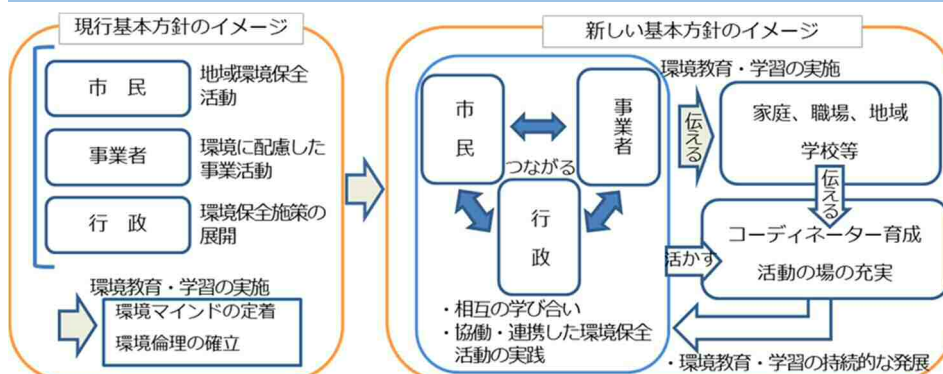 現行基本方針のイメージ
市 民
地域環境保全
活動
事業者
環境に配慮した
事業活動
行 政
環境保全施策の
展開
環境教育・学習の実施
環境マインドの定着
環境倫理の確立
新しい基本方針のイメージ
市民
事業者
つながる
行政
・相互の学び合い
・協働・連携した環境保全
活動の実践
環境教育・学習の実施
伝える
家庭、職場、地域
学校等
伝える
活かす
コーディネーター育成
活動の場の充実
・環境教育・学習の持続的な発展